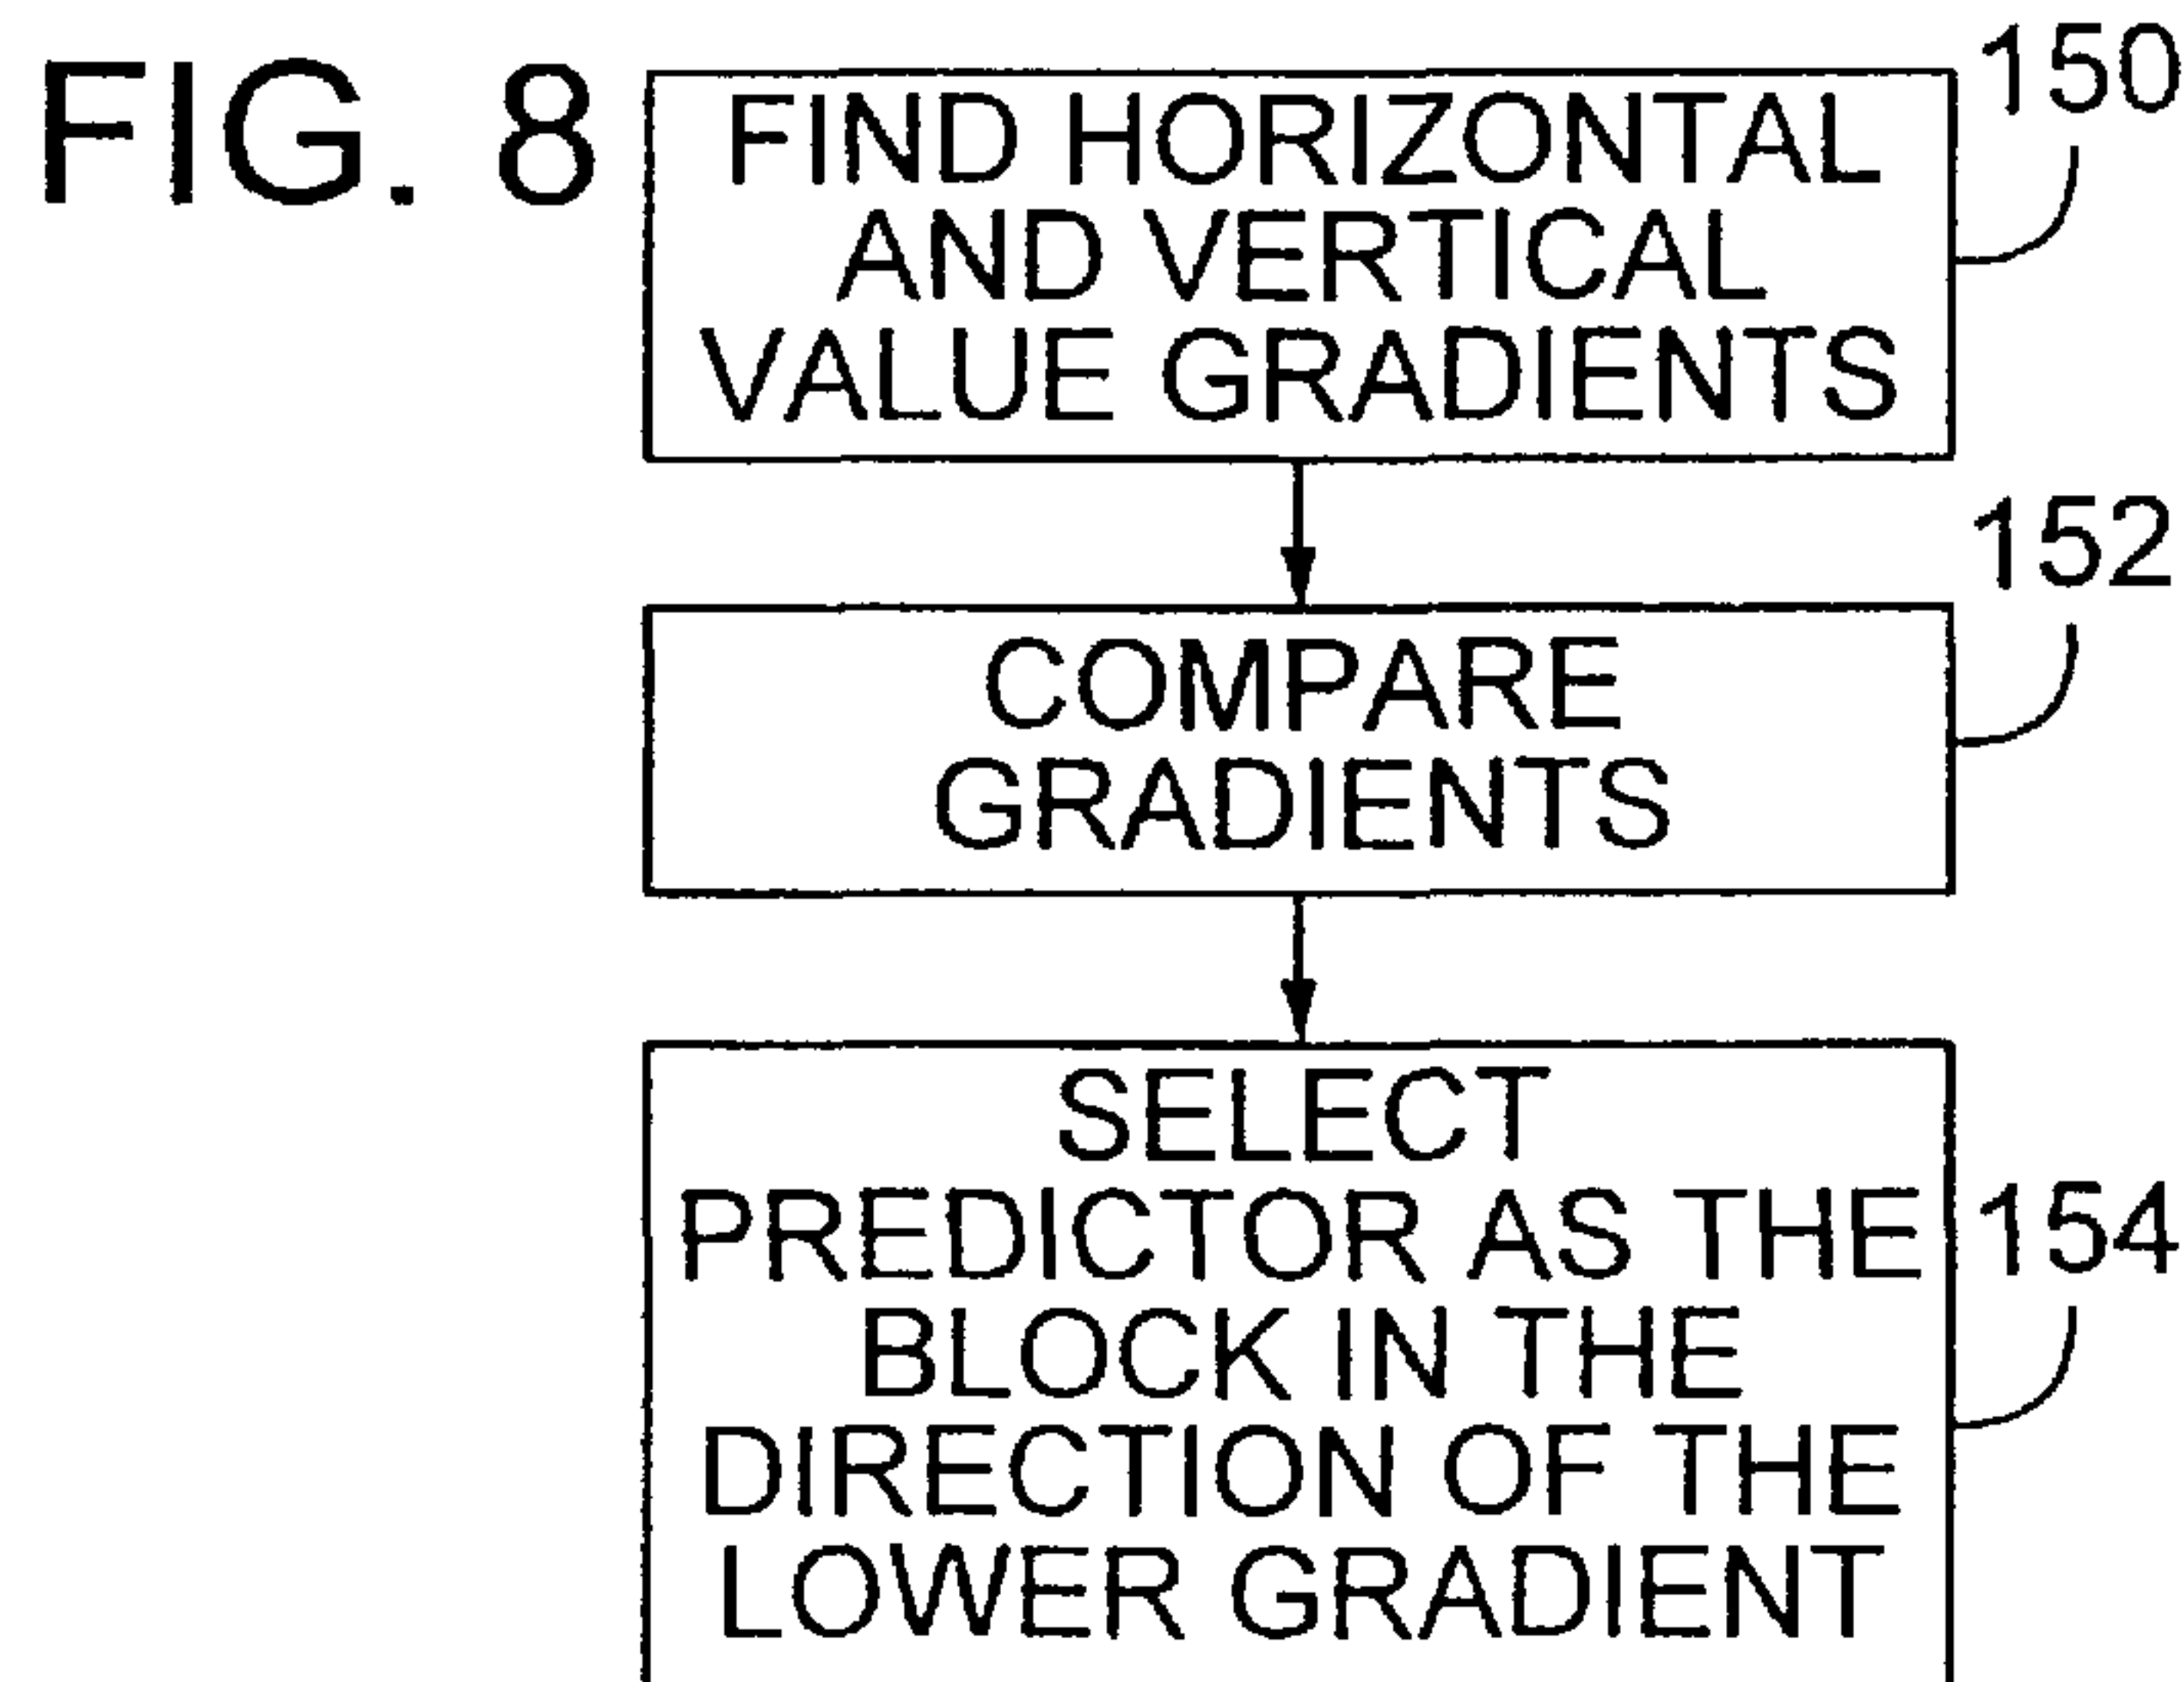 FIG. 8
150
FIND HORIZONTAL
AND VERTICAL
VALUE GRADIENTS
152
COMPARE
GRADIENTS
SELECT
PREDICTOR AS THE
154
BLOCK IN THE
DIRECTION OF THE
LOWER GRADIENT